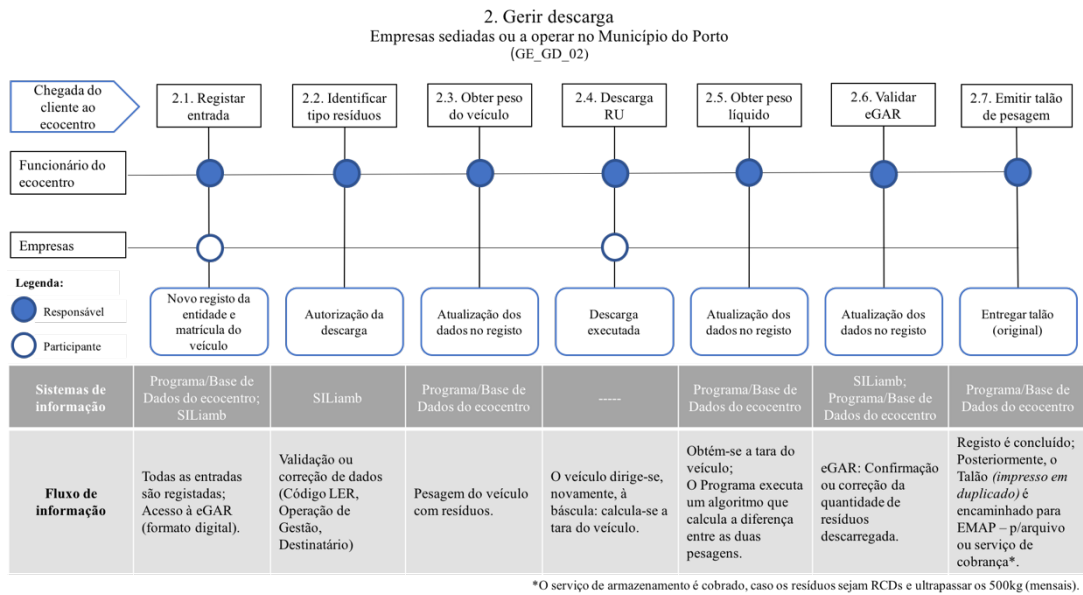 2. Gerir descarga
Empresas sediadas ou a operar no Município do Porto
(GE_GD_02)
Chegada do
cliente ao
ecocentro
2.1. Registar
entrada
2.2. Identificar
tipo resíduos
2.3. Obter peso
do veículo
2.4. Descarga
RU
2.5. Obter peso
líquido
2.6. Validar
eGAR
2.7. Emitir talão
de pesagem
Funcionário do
ecocentro
Empresas
Legenda:
Responsável
Participante
Novo registo da
entidade e
matrícula do
veículo
Autorização da
descarga
Atualização dos
dados no registo
Descarga
executada
Atualização dos
dados no registo
Atualização dos
dados no registo
Entregar talão
(original)
Sistemas de
informação
Programa/Base de
Dados do ecocentro;
SILiamb
SILiamb
Programa/Base de
Dados do ecocentro
-----
Programa/Base de
Dados do ecocentro
SILiamb;
Programa/Base de
Dados do ecocentro
Programa/Base de
Dados do ecocentro
Fluxo de
informação
Todas as entradas
são registadas;
Acesso à eGAR
(formato digital).
Validação ou
correção de dados
(Código LER,
Operação de
Gestão,
Destinatário)
Pesagem do veículo
com resíduos.
O veículo dirige-se,
novamente, à
báscula: calcula-se a
tara do veículo.
Obtém-se a tara do
veículo;
O Programa executa
um algoritmo que
calcula a diferença
entre as duas
pesagens.
eGAR: Confirmação
ou correção da
quantidade de
resíduos
descarregada.
Registo é concluído;
Posteriormente, o
Talão (impresso em
duplicado) é
encaminhado para
EMAP – p/arquivo
ou serviço de
cobrança*.
*O serviço de armazenamento é cobrado, caso os resíduos sejam RCDs e ultrapassar os 500kg (mensais).